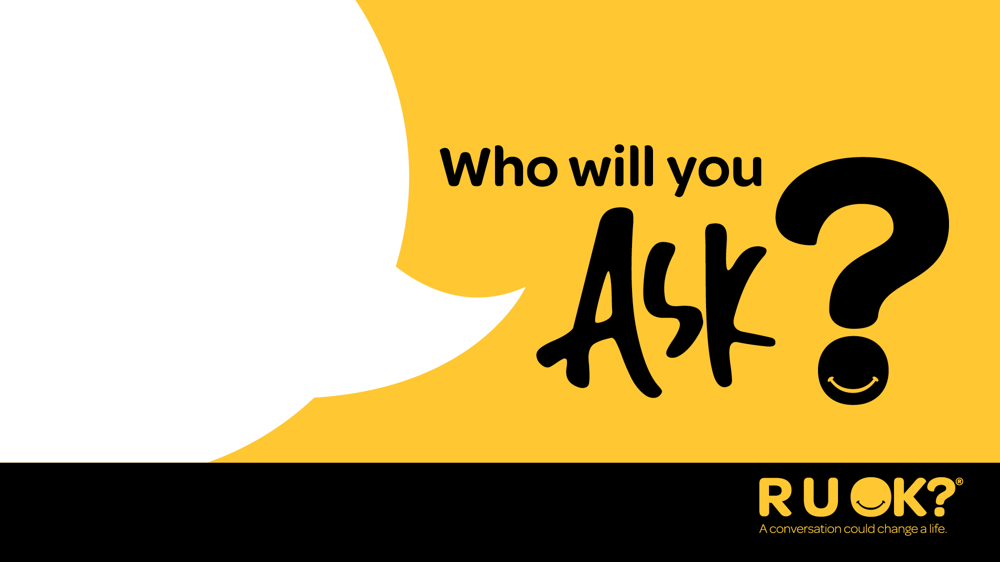 Who will you
Ask?
R U OK?®
A conversation could change a life.